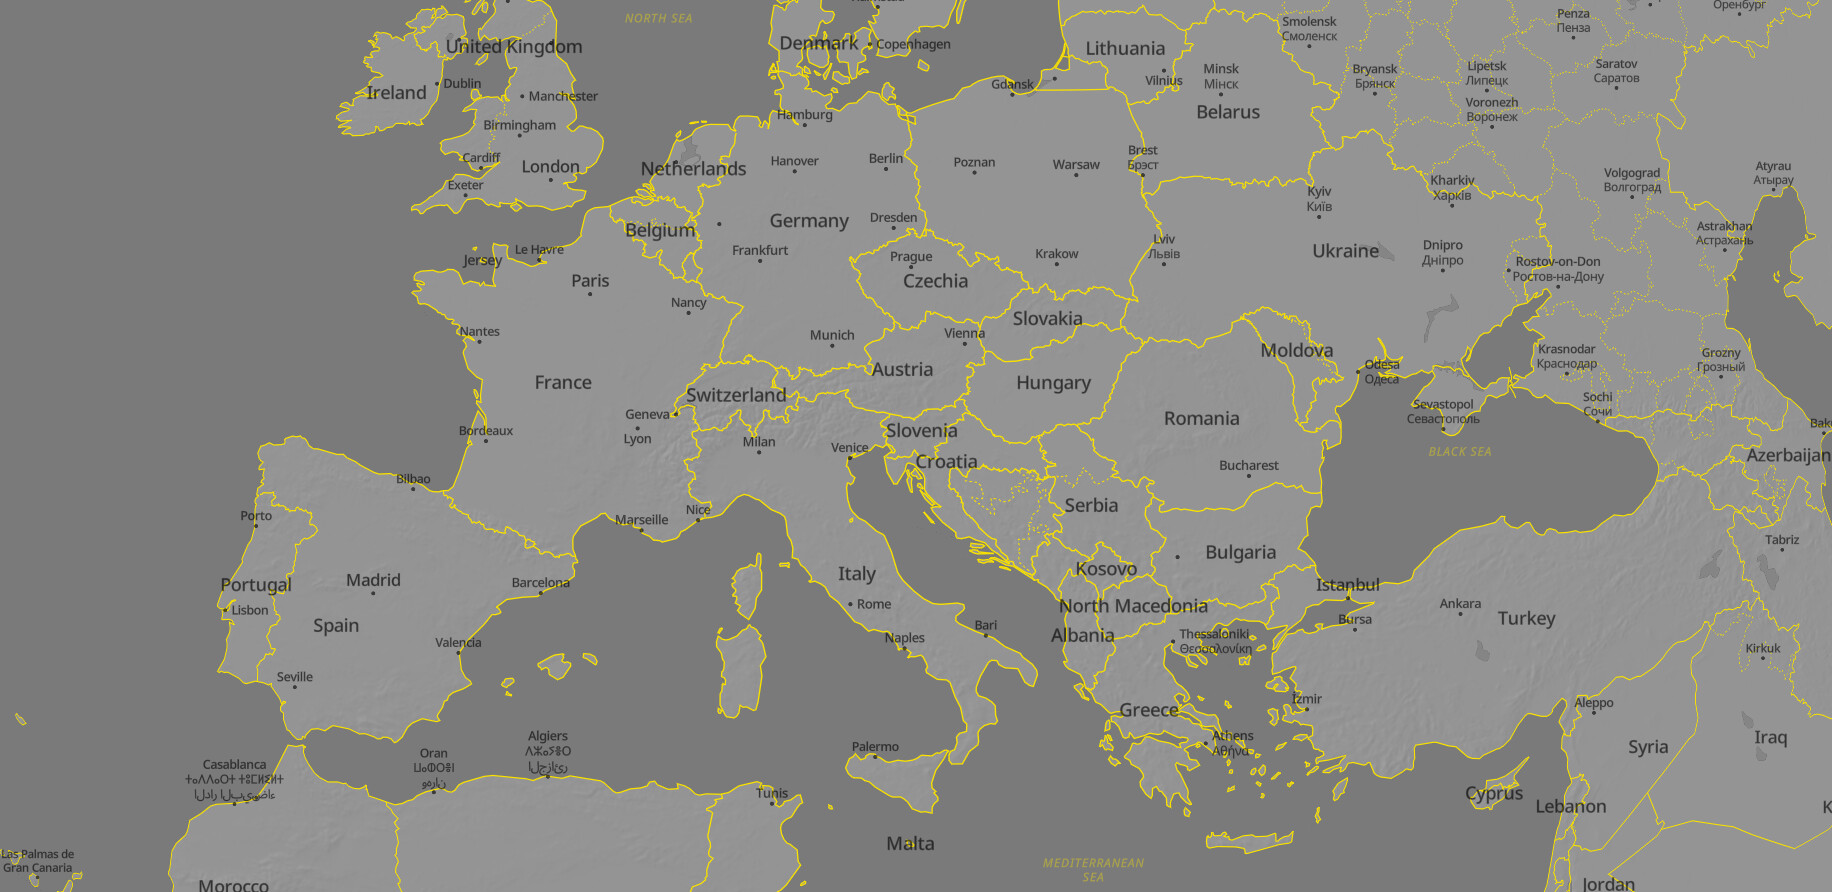 NORTH SEA
United Kingdom
Denmark
Copenhagen
Lithuania
Smolensk
Смоленск
Penza
Пенза
Оренбург
Ireland
Dublin
Manchester
Gdansk
Vilnius
Minsk
Мінск
Bryansk
Брянск
Lipetsk
Липецк
Saratov
Саратов
Birmingham
Hamburg
Belarus
Voronezh
Воронеж
Cardiff
London
Exeter
Netherlands
Hanover
Berlin
Poznan
Warsaw
Brest
Брэст
Kyiv
Київ
Kharkiv
Харків
Volgograd
Волгоград
Atyrau
Атырау
Belgium
Germany
Dresden
Lviv
Львів
Ukraine
Dnipro
Дніпро
Astrakhan
Астрахань
Jersey
Le Havre
Frankfurt
Prague
Krakow
Rostov-on-Don
Ростов-на-Дону
Paris
Czechia
Nancy
Slovakia
Nantes
Munich
Vienna
Moldova
Krasnodar
Краснодар
Grozny
Грозный
Odesa
Одеса
France
Switzerland
Austria
Hungary
Geneva
Lyon
Romania
Sevastopol
Севастополь
Sochi
Сочи
Bordeaux
Milan
Venice
Slovenia
Croatia
BLACK SEA
Azerbaijan
Bilbao
Bucharest
Porto
Marseille
Nice
Serbia
Bulgaria
Tabriz
Portugal
Madrid
Barcelona
Italy
Kosovo
Istanbul
Lisbon
Spain
Rome
North Macedonia
Ankara
Turkey
Valencia
Naples
Bari
Albania
Thessaloniki
Θεσσαλονίκη
Bursa
Kirkuk
Seville
Greece
İzmir
Aleppo
Casablanca
ⵜⴰⴷⴷⴰⵔⵜ ⵜⵓⵎⵍⵉⵍⵜ
الدار البيضاء
Oran
ⵡⴰⵀⵔⴰⵏ
وهران
Algiers
ⴷⵣⴰⵢⴻⵔ
الجزائر
Palermo
Athens
Αθήνα
Syria
Iraq
Tunis
Cyprus
Lebanon
Malta
MEDITERRANEAN
SEA
Las Palmas de
Gran Canaria
Morocco
Jordan